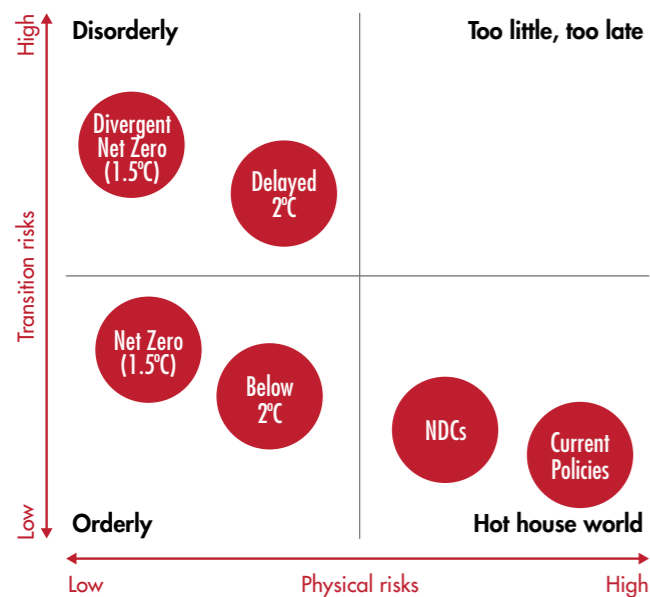 High
Disorderly
Too little, too late
Divergent
Net Zero
(1.5ºC)
Delayed
2ºC
Transition risks
Net Zero
(1.5ºC)
Below
2ºC
NDCs
Current
Policies
Low
Orderly
Hot house world
Low
Physical risks
High